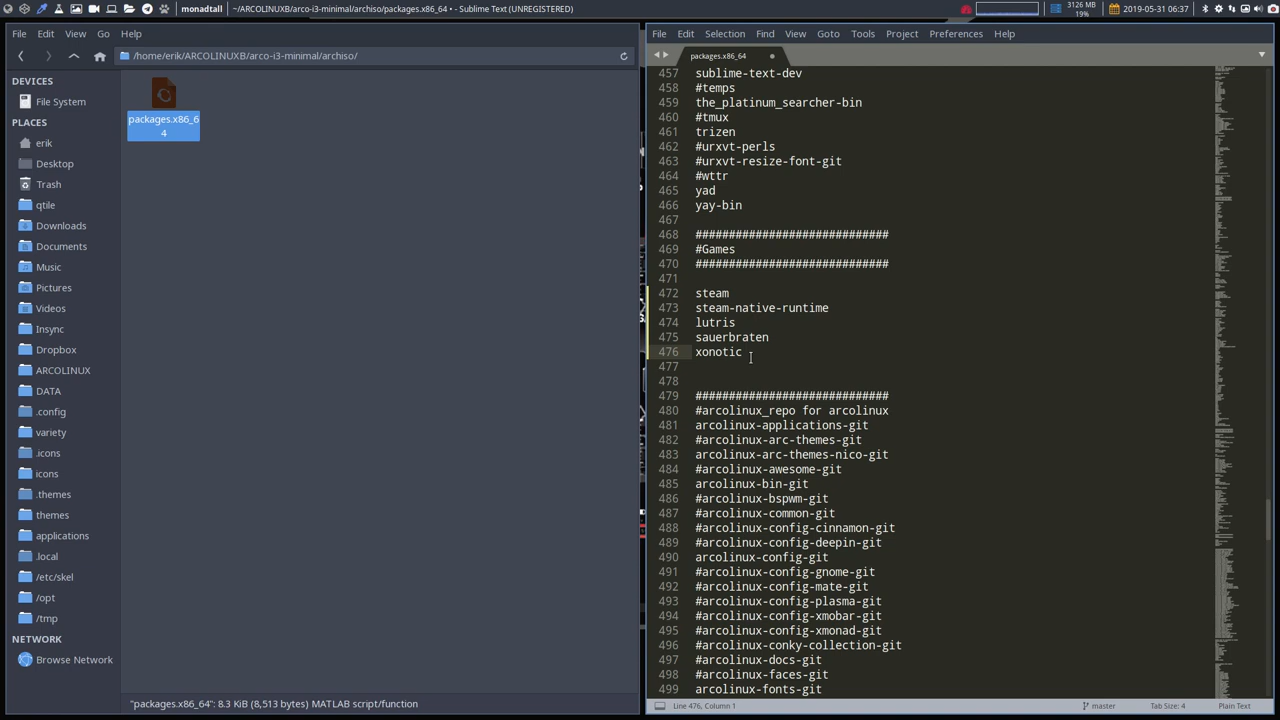 monadtall
~/ARCOLINUXB/arco-i3-minimal/archiso/packages.x86_64 • - Sublime Text (UNREGISTERED)
3126 MB
19%
2019-05-31 06:37
File Edit View Go Help
/home/erik/ARCOLINUXB/arco-i3-minimal/archiso/
DEVICES
File System
PLACES
erik
Desktop
Trash
qtile
Downloads
Documents
Music
Pictures
Videos
Insync
Dropbox
ARCOLINUX
DATA
.config
variety
.icons
icons
.themes
themes
applications
.local
/etc/skel
/opt
/tmp
NETWORK
Browse Network
packages.x86_6
4
"packages.x86_64": 8.3 KiB (8,513 bytes) MATLAB script/function
File Edit Selection Find View Goto Tools Project Preferences Help
packages.x86_64
457 sublime-text-dev
458 #temps
459 the_platinum_searcher-bin
460 #tmux
461 trizen
462 #urxvt-perls
463 #urxvt-resize-font-git
464 #wttr
465 yad
466 yay-bin
467
468 #############################
469 #Games
470 #############################
471
472 steam
473 steam-native-runtime
474 lutris
475 sauerbraten
476 xonotic
477
478
479 #############################
480 #arcolinux_repo for arcolinux
481 arcolinux-applications-git
482 #arcolinux-arc-themes-git
483 arcolinux-arc-themes-nico-git
484 #arcolinux-awesome-git
485 arcolinux-bin-git
486 #arcolinux-bspwm-git
487 #arcolinux-common-git
488 #arcolinux-config-cinnamon-git
489 #arcolinux-config-deepin-git
490 arcolinux-config-git
491 #arcolinux-config-gnome-git
492 #arcolinux-config-mate-git
493 #arcolinux-config-plasma-git
494 #arcolinux-config-xmobar-git
495 #arcolinux-config-xmonad-git
496 #arcolinux-conky-collection-git
497 #arcolinux-docs-git
498 #arcolinux-faces-git
499 arcolinux-fonts-git
Line 476, Column 1
master
Tab Size: 4
Plain Text